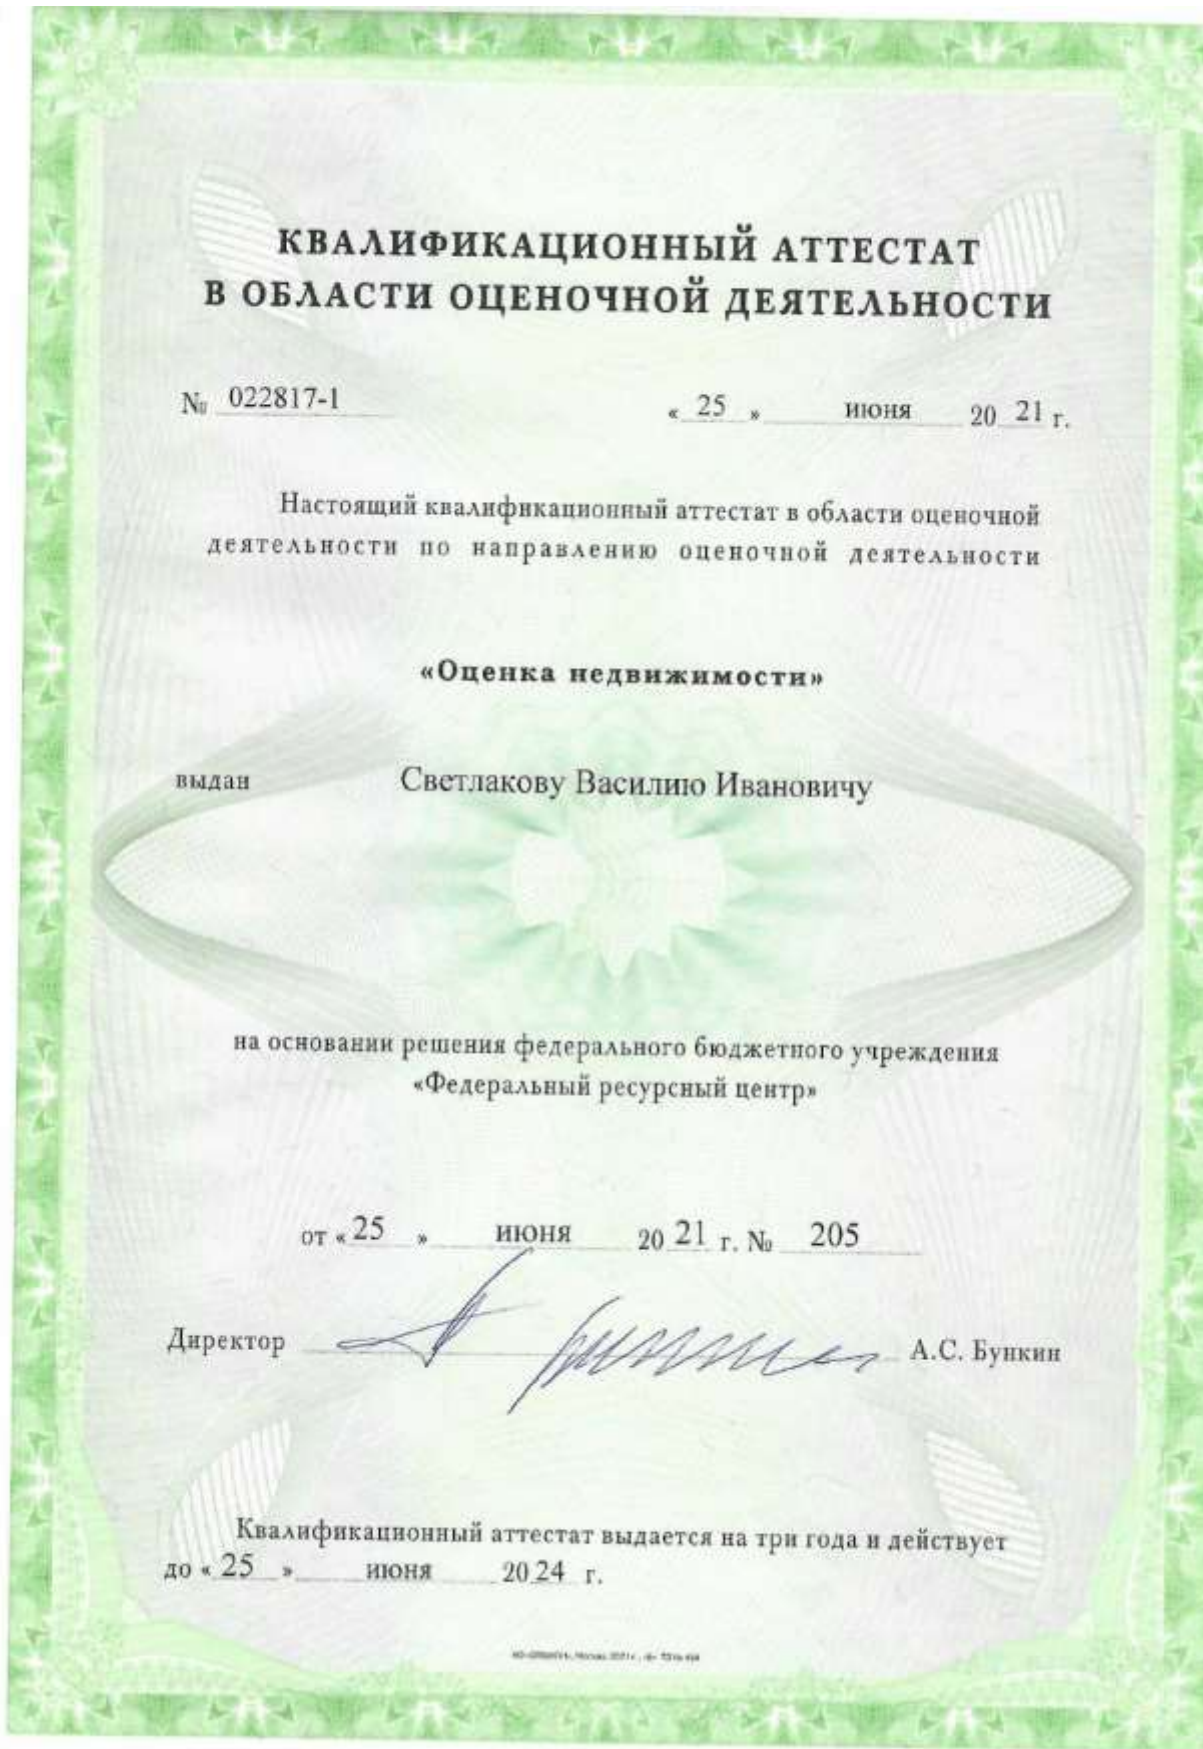 КВАЛИФИКАЦИОННЫЙ АТТЕСТАТ
В ОБЛАСТИ ОЦЕНОЧНОЙ ДЕЯТЕЛЬНОСТИ
№ 022817-1 « 25 » июня 20 21 г.
Настоящий квалификационный аттестат в области оценочной
деятельности по направлению оценочной деятельности
«Оценка недвижимости»
выдан Светлакову Василию Ивановичу
на основании решения федерального бюджетного учреждения
«Федеральный ресурсный центр»
от « 25 » июня 20 21 г. № 205
Директор А.С. Бункин
Квалификационный аттестат выдается на три года и действует
до « 25 » июня 20 24 г.